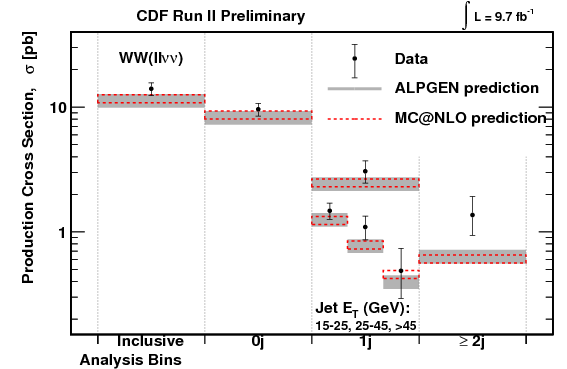 CDF Run II Preliminary
∫ L = 9.7 fb⁻¹
WW(llνν)
Data
ALPGEN prediction
MC@NLO prediction
Production Cross Section, σ [pb]
10
1
Jet E_T (GeV):
15-25, 25-45, >45
Inclusive
0j
1j
≥ 2j
Analysis Bins